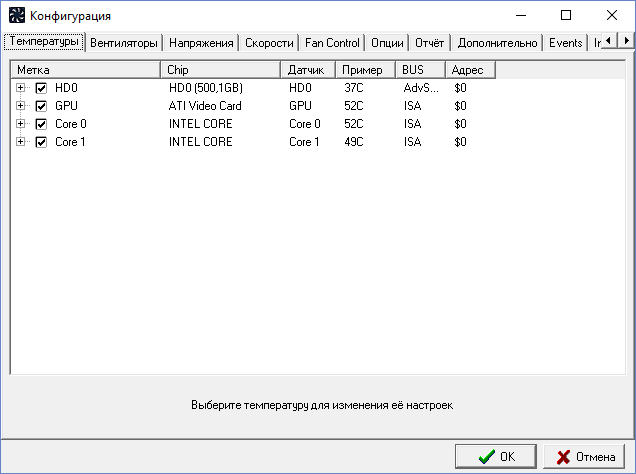 Конфигурация
Температуры Вентиляторы Напряжения Скорости Fan Control Опции Отчёт Дополнительно Events
Метка Chip Датчик Пример BUS Адрес
HD0 HD0 (500,1GB) HD0 37C AdvS... $0
GPU ATI Video Card GPU 52C ISA $0
Core 0 INTEL CORE Core 0 52C ISA $0
Core 1 INTEL CORE Core 1 49C ISA $0
Выберите температуру для изменения её настроек
OK Отмена